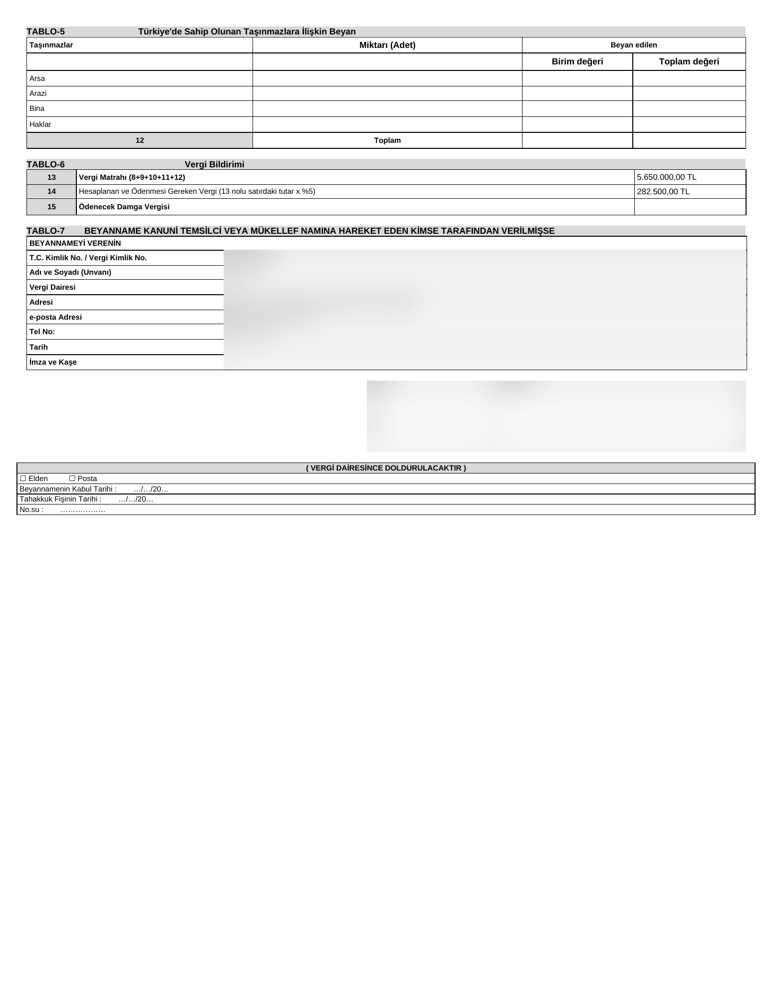 TABLO-5 Türkiye'de Sahip Olunan Taşınmazlara İlişkin Beyan
Taşınmazlar Miktarı (Adet) Beyan edilen
Birim değeri Toplam değeri
Arsa
Arazi
Bina
Haklar
12 Toplam
TABLO-6 Vergi Bildirimi
13 Vergi Matrahı (8+9+10+11+12) 5.650.000,00 TL
14 Hesaplanan ve Ödenmesi Gereken Vergi (13 nolu satırdaki tutar x %5) 282.500,00 TL
15 Ödenecek Damga Vergisi
TABLO-7 BEYANNAME KANUNİ TEMSİLCİ VEYA MÜKELLEF NAMINA HAREKET EDEN KİMSE TARAFINDAN VERİLMİŞSE
BEYANNAMEYİ VERENİN
T.C. Kimlik No. / Vergi Kimlik No.
Adı ve Soyadı (Unvanı)
Vergi Dairesi
Adresi
e-posta Adresi
Tel No:
Tarih
İmza ve Kaşe
( VERGİ DAİRESİNCE DOLDURULACAKTIR )
☐ Elden ☐ Posta
Beyannamenin Kabul Tarihi : …/…/20…
Tahakkuk Fişinin Tarihi : …/…/20…
No.su : ………………